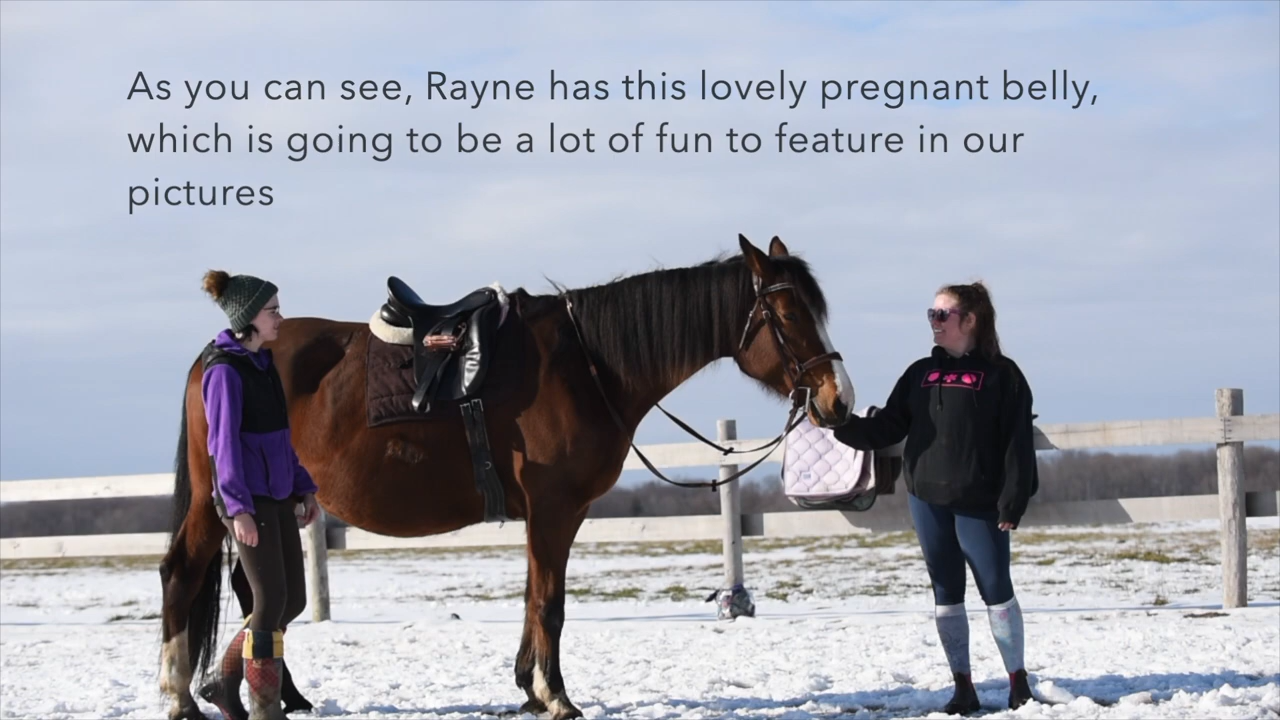 As you can see, Rayne has this lovely pregnant belly,
which is going to be a lot of fun to feature in our
pictures